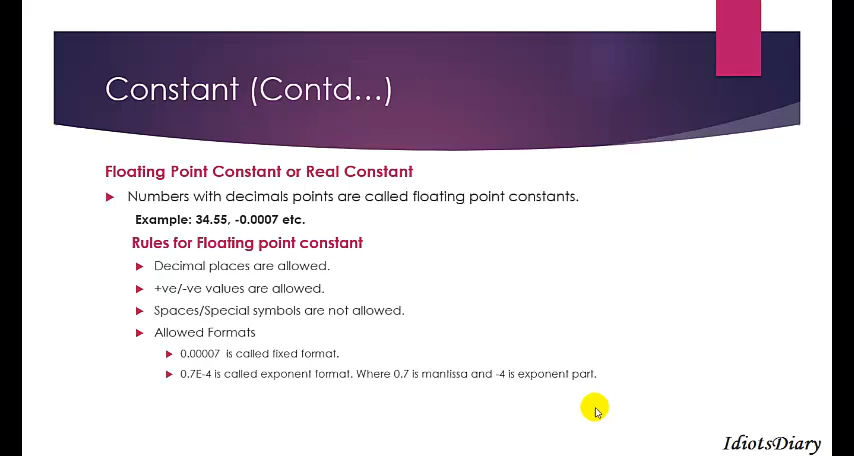 Constant (Contd...)
Floating Point Constant or Real Constant
Numbers with decimals points are called floating point constants.
Example: 34.55, -0.0007 etc.
Rules for Floating point constant
Decimal places are allowed.
+ve/-ve values are allowed.
Spaces/Special symbols are not allowed.
Allowed Formats
0.00007 is called fixed format.
0.7E-4 is called exponent format. Where 0.7 is mantissa and -4 is exponent part.
IdiotsDiary